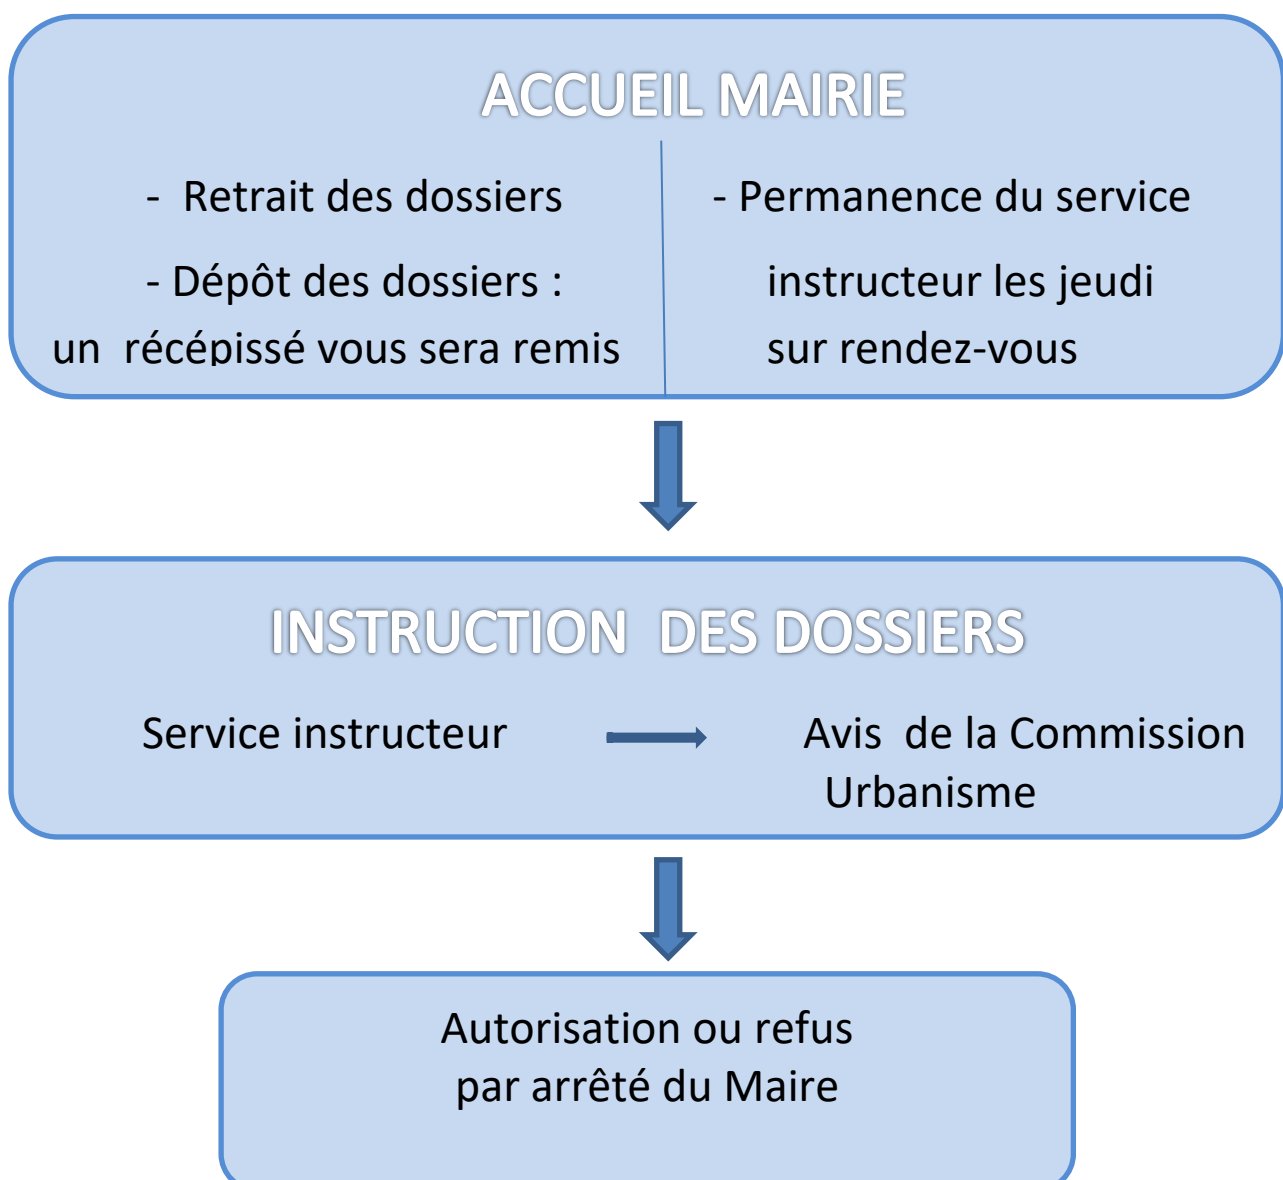 ACCUEIL MAIRIE
- Retrait des dossiers
- Dépôt des dossiers :
un récépissé vous sera remis
- Permanence du service
instructeur les jeudi
sur rendez-vous
INSTRUCTION DES DOSSIERS
Service instructeur
Avis de la Commission
Urbanisme
Autorisation ou refus
par arrêté du Maire